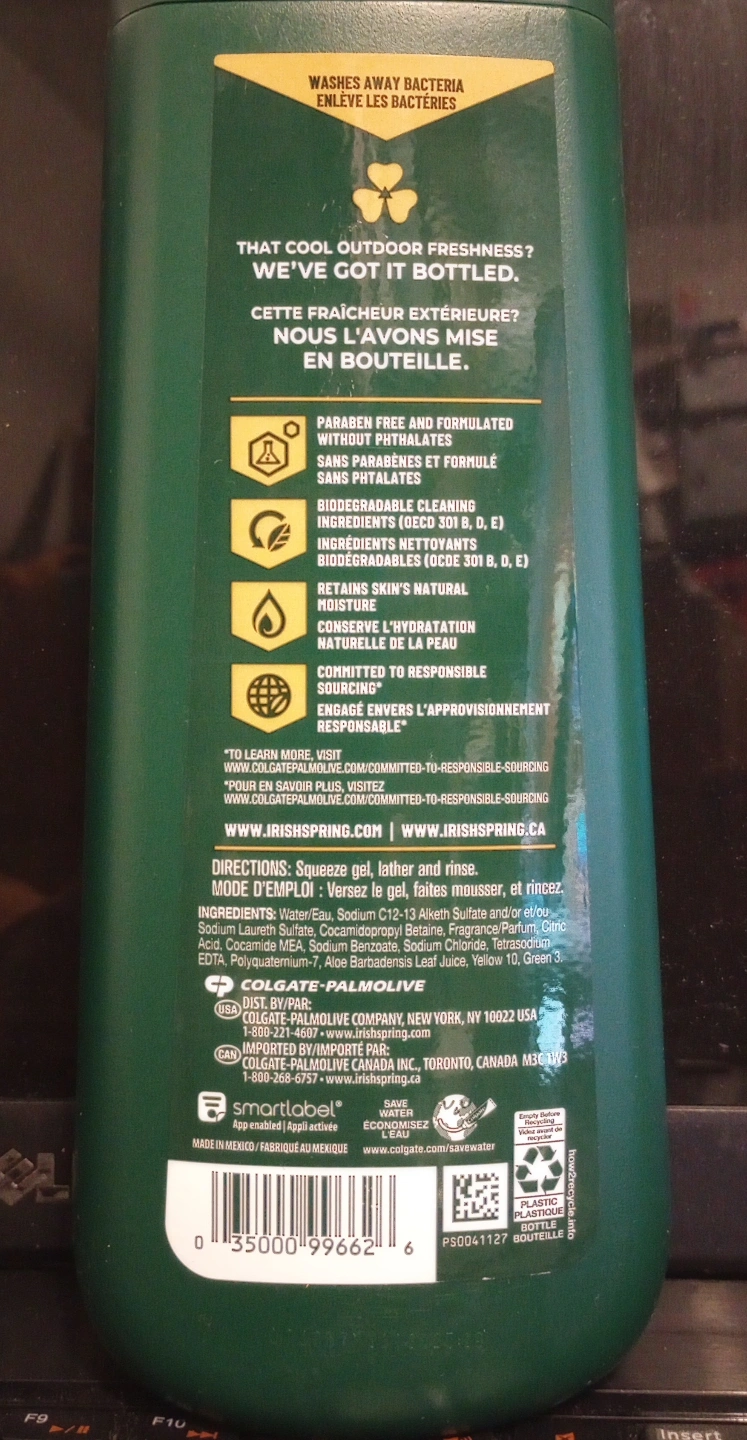 WASHES AWAY BACTERIA
ENLÈVE LES BACTÉRIES
THAT COOL OUTDOOR FRESHNESS?
WE'VE GOT IT BOTTLED.
CETTE FRAÎCHEUR EXTÉRIEURE?
NOUS L'AVONS MISE
EN BOUTEILLE.
PARABEN FREE AND FORMULATED
WITHOUT PHTHALATES
SANS PARABÈNES ET FORMULÉ
SANS PHTALATES
BIODEGRADABLE CLEANING
INGREDIENTS (OECD 301 B, D, E)
INGRÉDIENTS NETTOYANTS
BIODÉGRADABLES (OCDE 301 B, D, E)
RETAINS SKIN'S NATURAL
MOISTURE
CONSERVE L'HYDRATATION
NATURELLE DE LA PEAU
COMMITTED TO RESPONSIBLE
SOURCING*
ENGAGÉ ENVERS L'APPROVISIONNEMENT
RESPONSABLE*
*TO LEARN MORE, VISIT
WWW.COLGATEPALMOLIVE.COM/COMMITTED-TO-RESPONSIBLE-SOURCING
*POUR EN SAVOIR PLUS, VISITEZ
WWW.COLGATEPALMOLIVE.COM/COMMITTED-TO-RESPONSIBLE-SOURCING
WWW.IRISHSPRING.COM | WWW.IRISHSPRING.CA
DIRECTIONS: Squeeze gel, lather and rinse.
MODE D'EMPLOI : Versez le gel, faites mousser, et rincez.
INGREDIENTS: Water/Eau, Sodium C12-13 Alketh Sulfate and/or et/ou
Sodium Laureth Sulfate, Cocamidopropyl Betaine, Fragrance/Parfum, Citric
Acid, Cocamide MEA, Sodium Benzoate, Sodium Chloride, Tetrasodium
EDTA, Polyquaternium-7, Aloe Barbadensis Leaf Juice, Yellow 10, Green 3.
COLGATE-PALMOLIVE
USA DIST. BY/PAR:
COLGATE-PALMOLIVE COMPANY, NEW YORK, NY 10022 USA
1-800-221-4607 • www.irishspring.com
CAN IMPORTED BY/IMPORTÉ PAR:
COLGATE-PALMOLIVE CANADA INC., TORONTO, CANADA M3C 1W3
1-800-268-6757 • www.irishspring.ca
smartlabel®
App enabled | Appli activée
SAVE
WATER
ÉCONOMISEZ
L'EAU
www.colgate.com/savewater
MADE IN MEXICO / FABRIQUÉ AU MEXIQUE
Empty Before
Recycling
Videz avant de
recycler
PLASTIC
PLASTIQUE
BOTTLE
BOUTEILLE
how2recycle.info
0 35000 99662 6
PS0041127
F9
F10
Insert